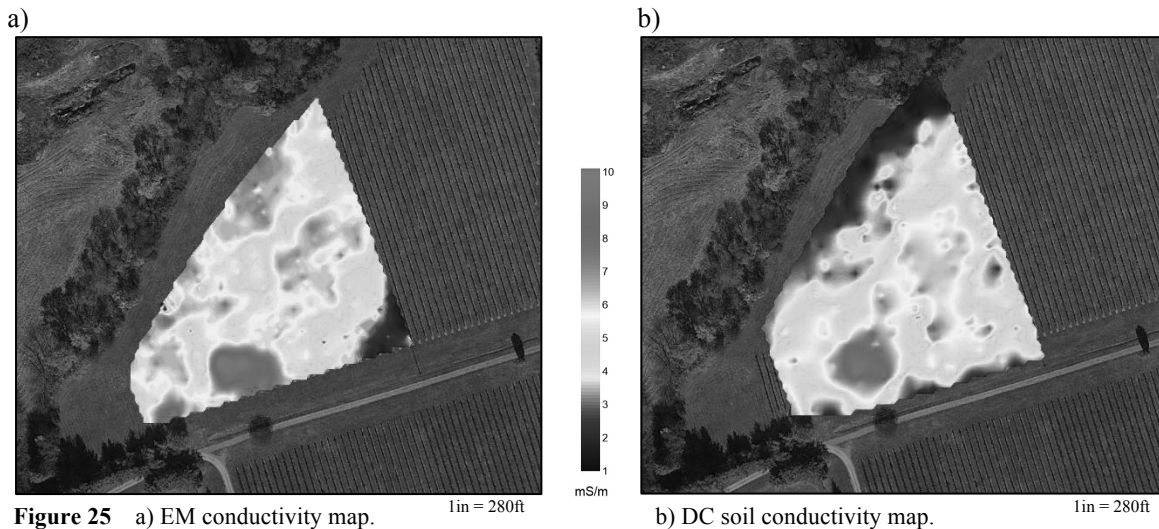 a)
b)
10
9
8
7
6
5
4
3
2
1
mS/m
1in = 280ft
1in = 280ft
Figure 25 a) EM conductivity map.
b) DC soil conductivity map.